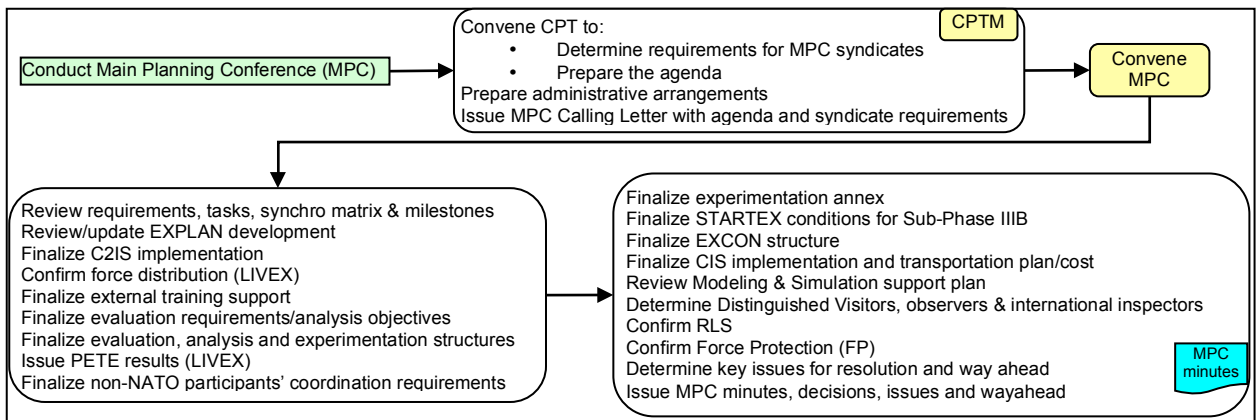 Conduct Main Planning Conference (MPC)
Convene CPT to:
• Determine requirements for MPC syndicates
• Prepare the agenda
Prepare administrative arrangements
Issue MPC Calling Letter with agenda and syndicate requirements
CPTM
Convene
MPC
Review requirements, tasks, synchro matrix & milestones
Review/update EXPLAN development
Finalize C2IS implementation
Confirm force distribution (LIVEX)
Finalize external training support
Finalize evaluation requirements/analysis objectives
Finalize evaluation, analysis and experimentation structures
Issue PETE results (LIVEX)
Finalize non-NATO participants’ coordination requirements
Finalize experimentation annex
Finalize STARTEX conditions for Sub-Phase IIIB
Finalize EXCON structure
Finalize CIS implementation and transportation plan/cost
Review Modeling & Simulation support plan
Determine Distinguished Visitors, observers & international inspectors
Confirm RLS
Confirm Force Protection (FP)
Determine key issues for resolution and way ahead
Issue MPC minutes, decisions, issues and wayahead
MPC
minutes